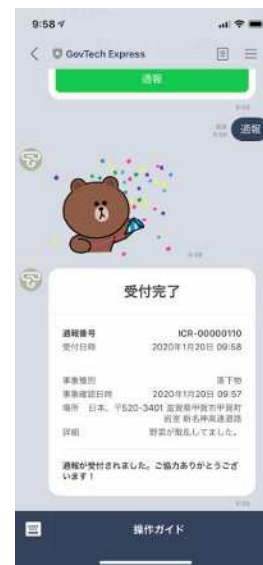 9:58
GovTech Express
通報
通報
受付完了
通報番号 ICR-00000110
受付日時 2020年1月20日 09:58
事象種別 落下物
事象確認日時 2020年1月20日 09:57
場所 日本、〒520-3401 滋賀県甲賀市甲賀町
岩室 新名神高速道路
詳細 野菜が散乱してました。
通報が受付されました。ご協力ありがとうござ
います!
操作ガイド